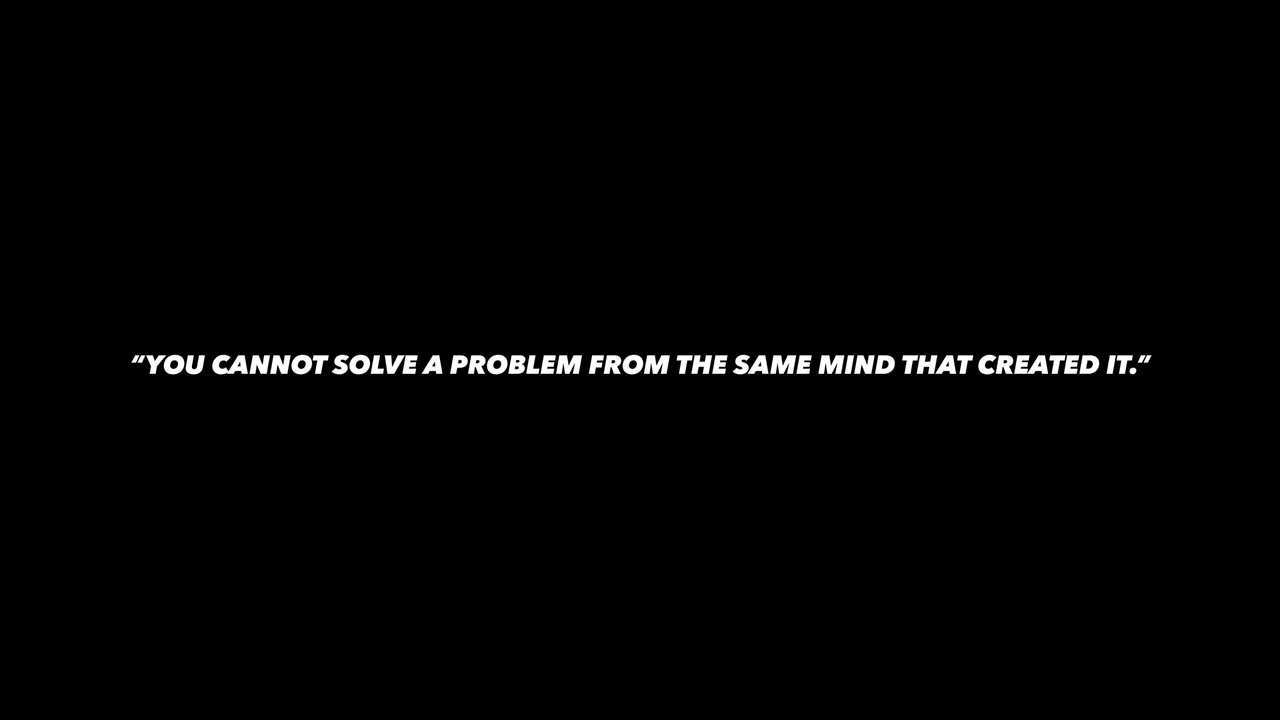 “YOU CANNOT SOLVE A PROBLEM FROM THE SAME MIND THAT CREATED IT.”